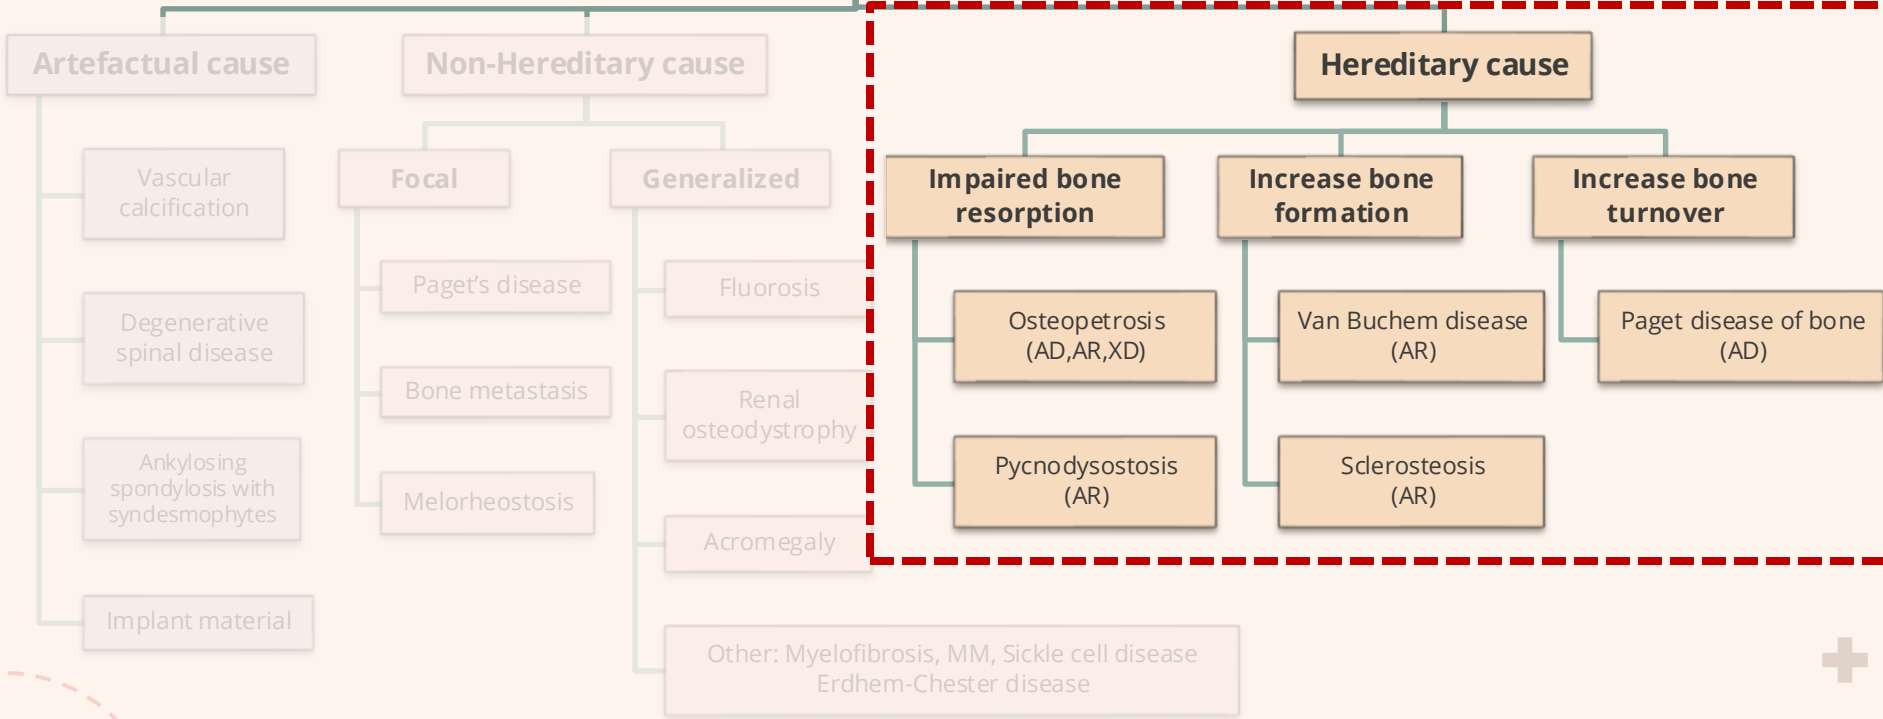 Artefactual cause
Vascular
calcification
Degenerative
spinal disease
Ankylosing
spondylosis with
syndesmophytes
Implant material
Non-Hereditary cause
Focal
Paget’s disease
Bone metastasis
Melorheostosis
Generalized
Fluorosis
Renal
osteodystrophy
Acromegaly
Other: Myelofibrosis, MM, Sickle cell disease
Erdhem-Chester disease
Hereditary cause
Impaired bone
resorption
Osteopetrosis
(AD,AR,XD)
Pycnodysostosis
(AR)
Increase bone
formation
Van Buchem disease
(AR)
Sclerosteosis
(AR)
Increase bone
turnover
Paget disease of bone
(AD)